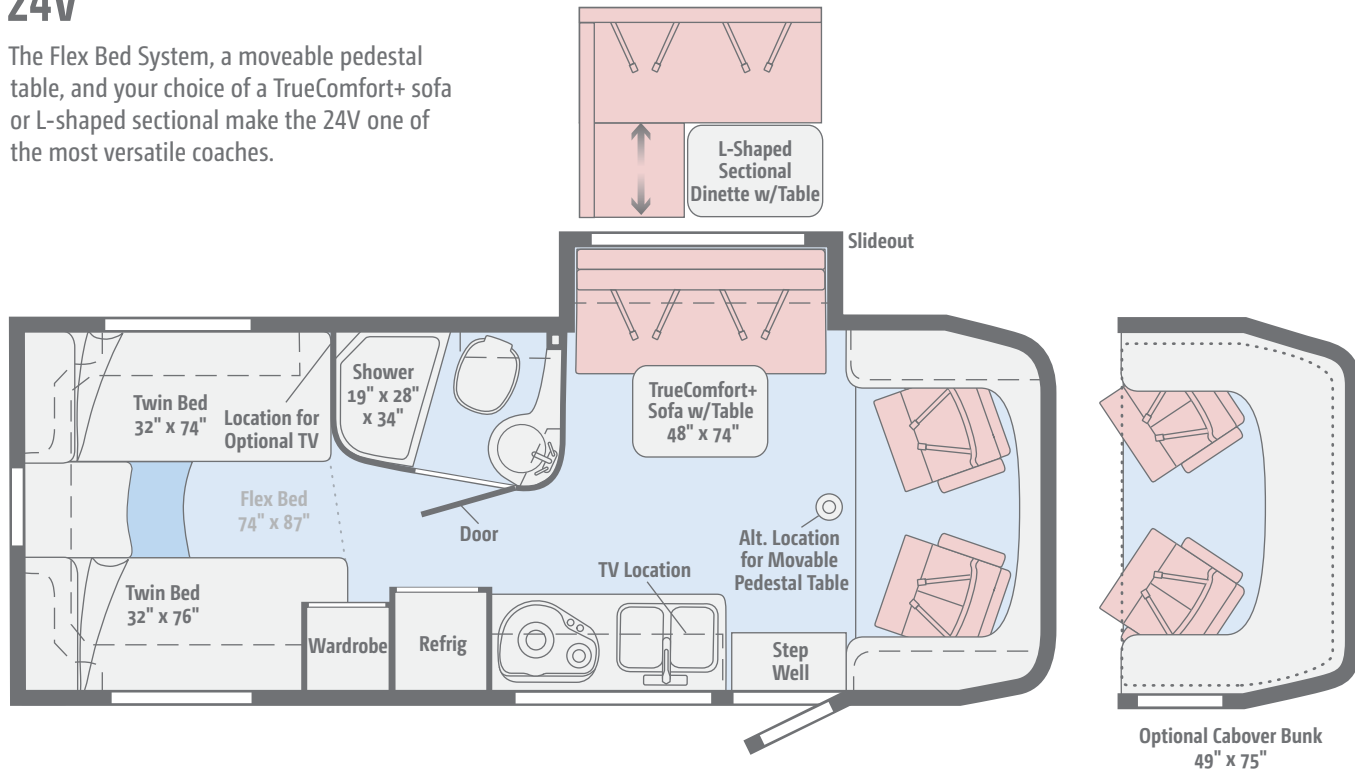 24V
The Flex Bed System, a moveable pedestal
table, and your choice of a TrueComfort+ sofa
or L-shaped sectional make the 24V one of
the most versatile coaches.
L-Shaped
Sectional
Dinette w/Table
Slideout
Twin Bed
32" x 74"
Location for
Optional TV
Shower
19" x 28"
x 34"
TrueComfort+
Sofa w/Table
48" x 74"
Flex Bed
74" x 87"
Door
Alt. Location
for Movable
Pedestal Table
TV Location
Twin Bed
32" x 76"
Wardrobe
Refrig
Step
Well
Optional Cabover Bunk
49" x 75"